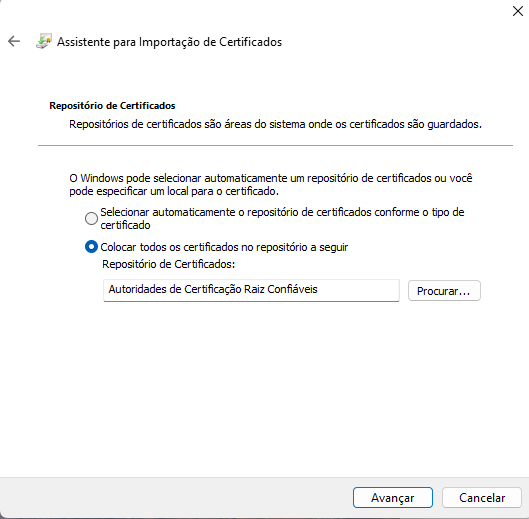 Assistente para Importação de Certificados
Repositório de Certificados
Repositórios de certificados são áreas do sistema onde os certificados são guardados.
O Windows pode selecionar automaticamente um repositório de certificados ou você
pode especificar um local para o certificado.
Selecionar automaticamente o repositório de certificados conforme o tipo de
certificado
Colocar todos os certificados no repositório a seguir
Repositório de Certificados:
Autoridades de Certificação Raiz Confiáveis
Procurar...
Avançar
Cancelar